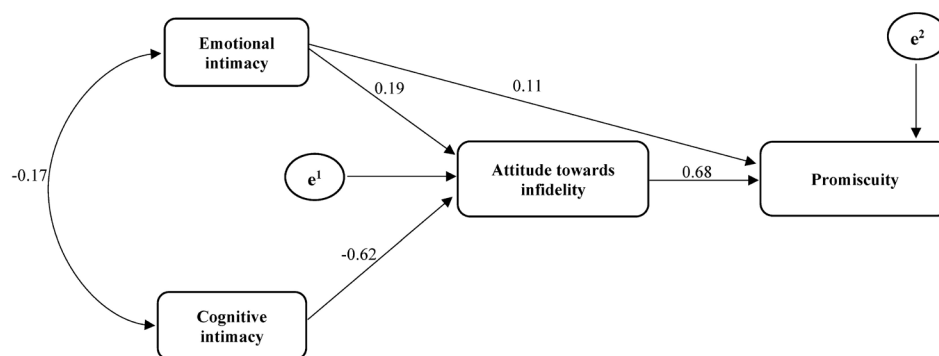 Emotional
intimacy
e²
0.19
0.11
-0.17
e¹
Attitude towards
infidelity
0.68
Promiscuity
-0.62
Cognitive
intimacy